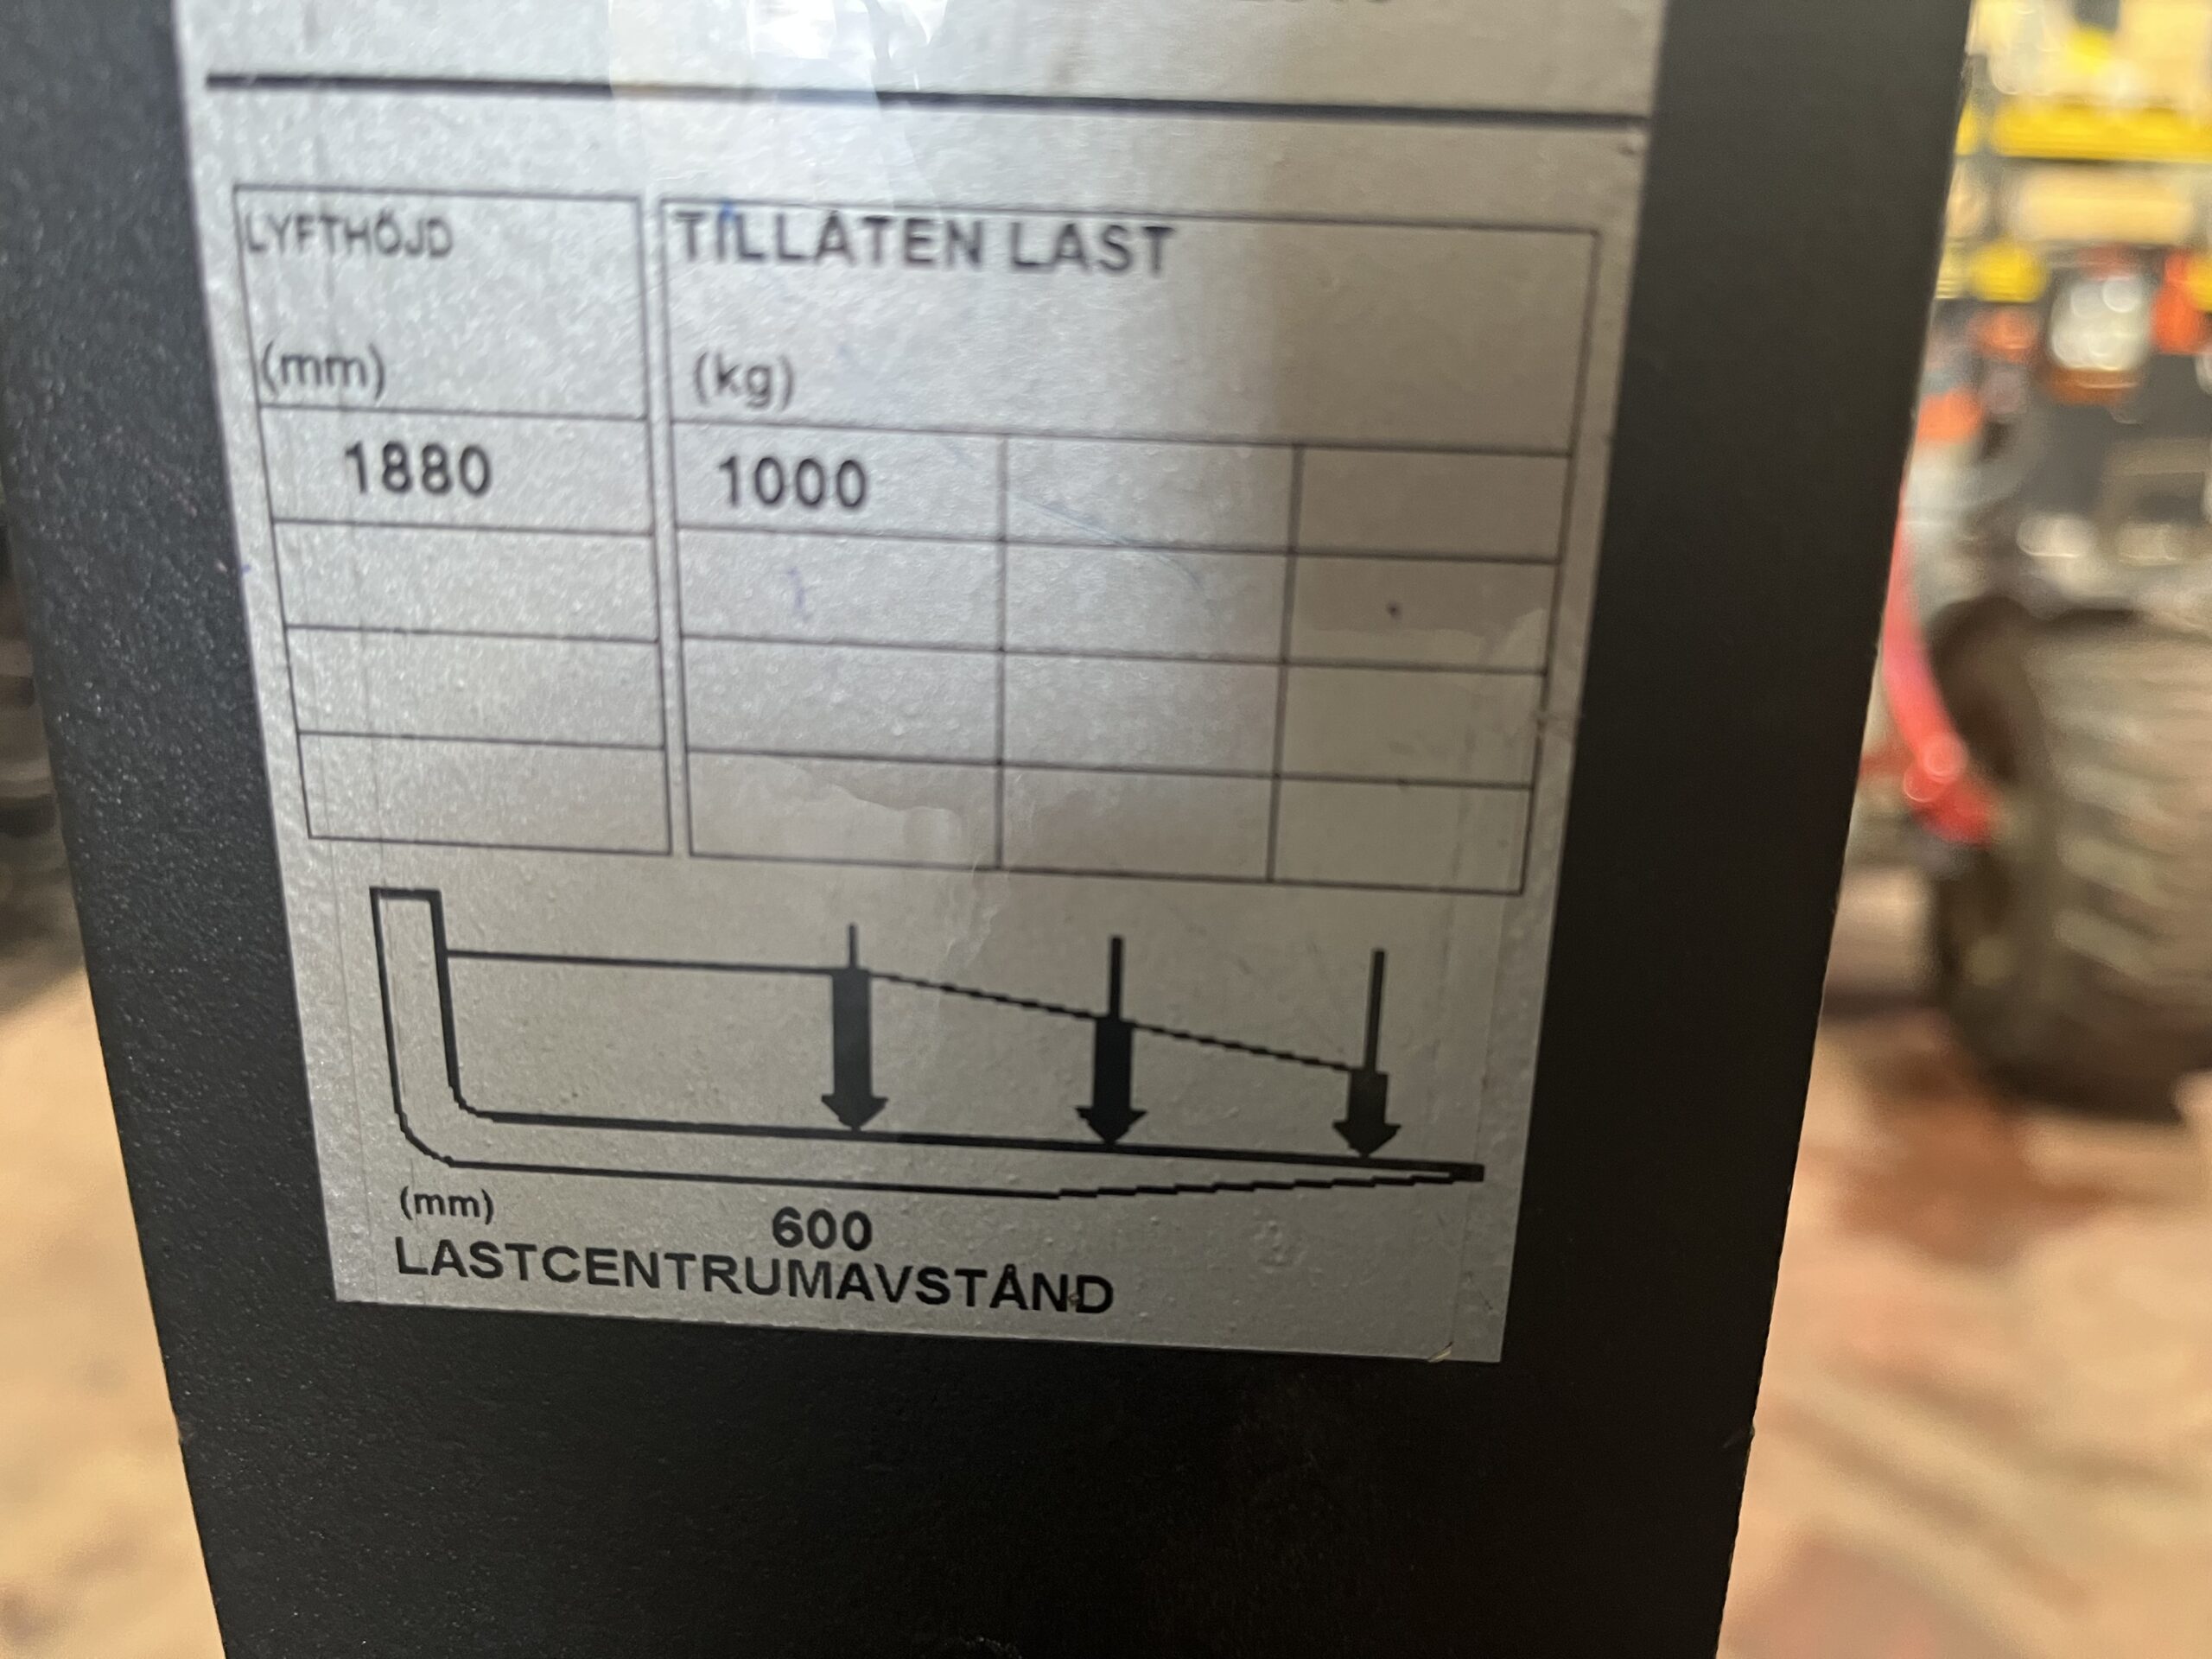 LYFTHÖJD TILLÅTEN LAST
(mm) (kg)
1880 1000
(mm) 600
LASTCENTRUMAVSTÅND